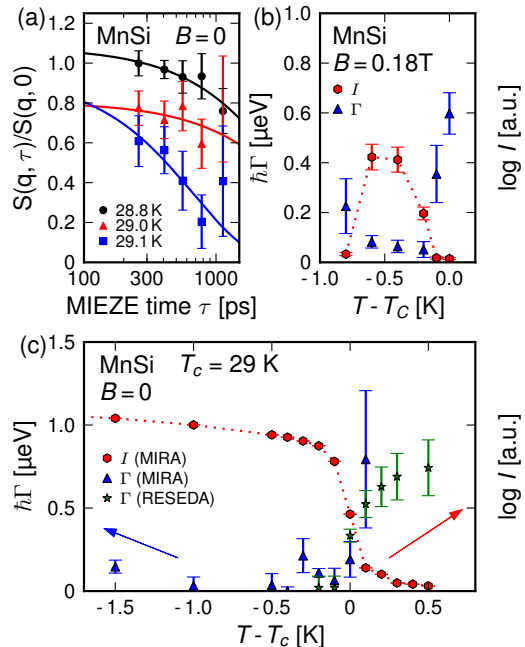 (a) MnSi B = 0
S(q, τ)/S(q, 0)
1.2
1.0
0.8
0.6
0.4
0.2
0
28.8 K
29.0 K
29.1 K
100 300 1000
MIEZE time τ [ps]
(b) MnSi
B = 0.18T
I
Γ
ħΓ [μeV]
log I [a.u.]
1.0
0.8
0.6
0.4
0.2
0
-1.0 -0.5 0.0
T - T_C [K]
(c) MnSi T_c = 29 K
B = 0
ħΓ [μeV]
log I [a.u.]
1.5
1.0
0.5
0
I (MIRA)
Γ (MIRA)
Γ (RESEDA)
-1.5 -1.0 -0.5 0 0.5
T - T_c [K]